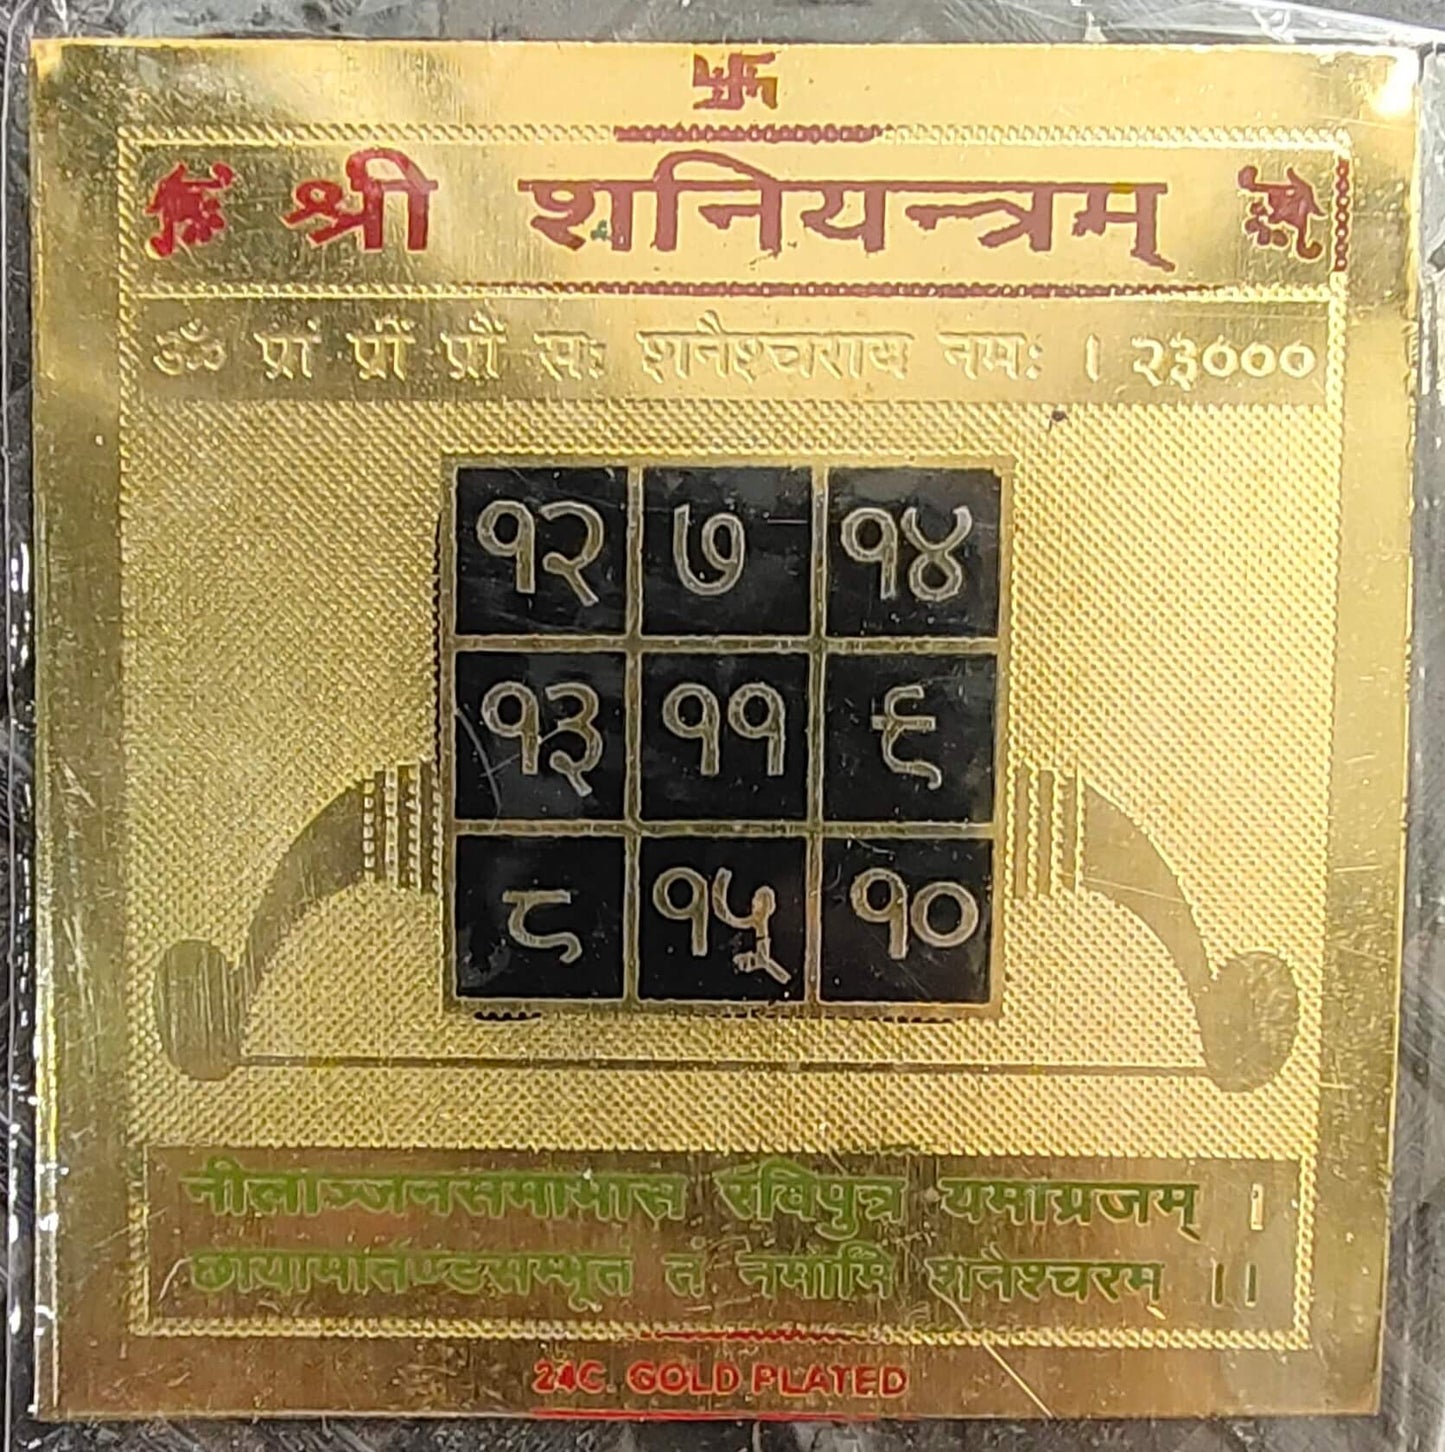 श्री शनियन्त्रम्
ॐ प्रां प्रीं प्रौं सः शनैश्चराय नमः । २३०००
१२ ७ १४
१३ ११ ९
८ १५ १०
नीलाञ्जनसमाभास रविपुत्र यमाग्रजम् ।
छायामार्तण्डसम्भूतं तं नमामि शनैश्चरम् ।।
24C. GOLD PLATED